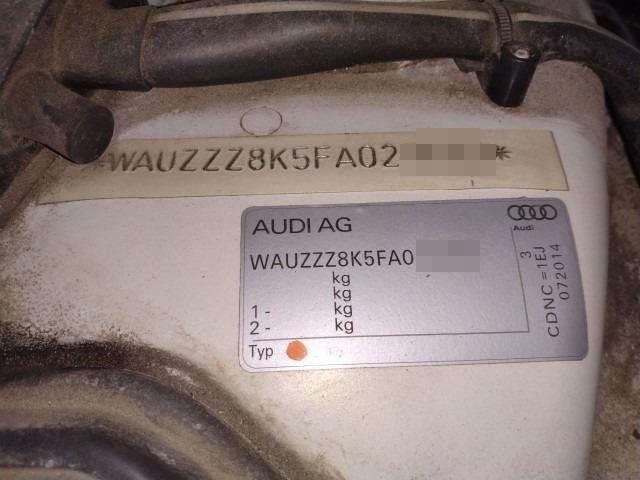 WAUZZZ8K5FA02 *
AUDI AG
Audi
WAUZZZ8K5FA0
kg
kg
1 - kg
2 - kg
Typ
3
CDNC =1EJ
072014